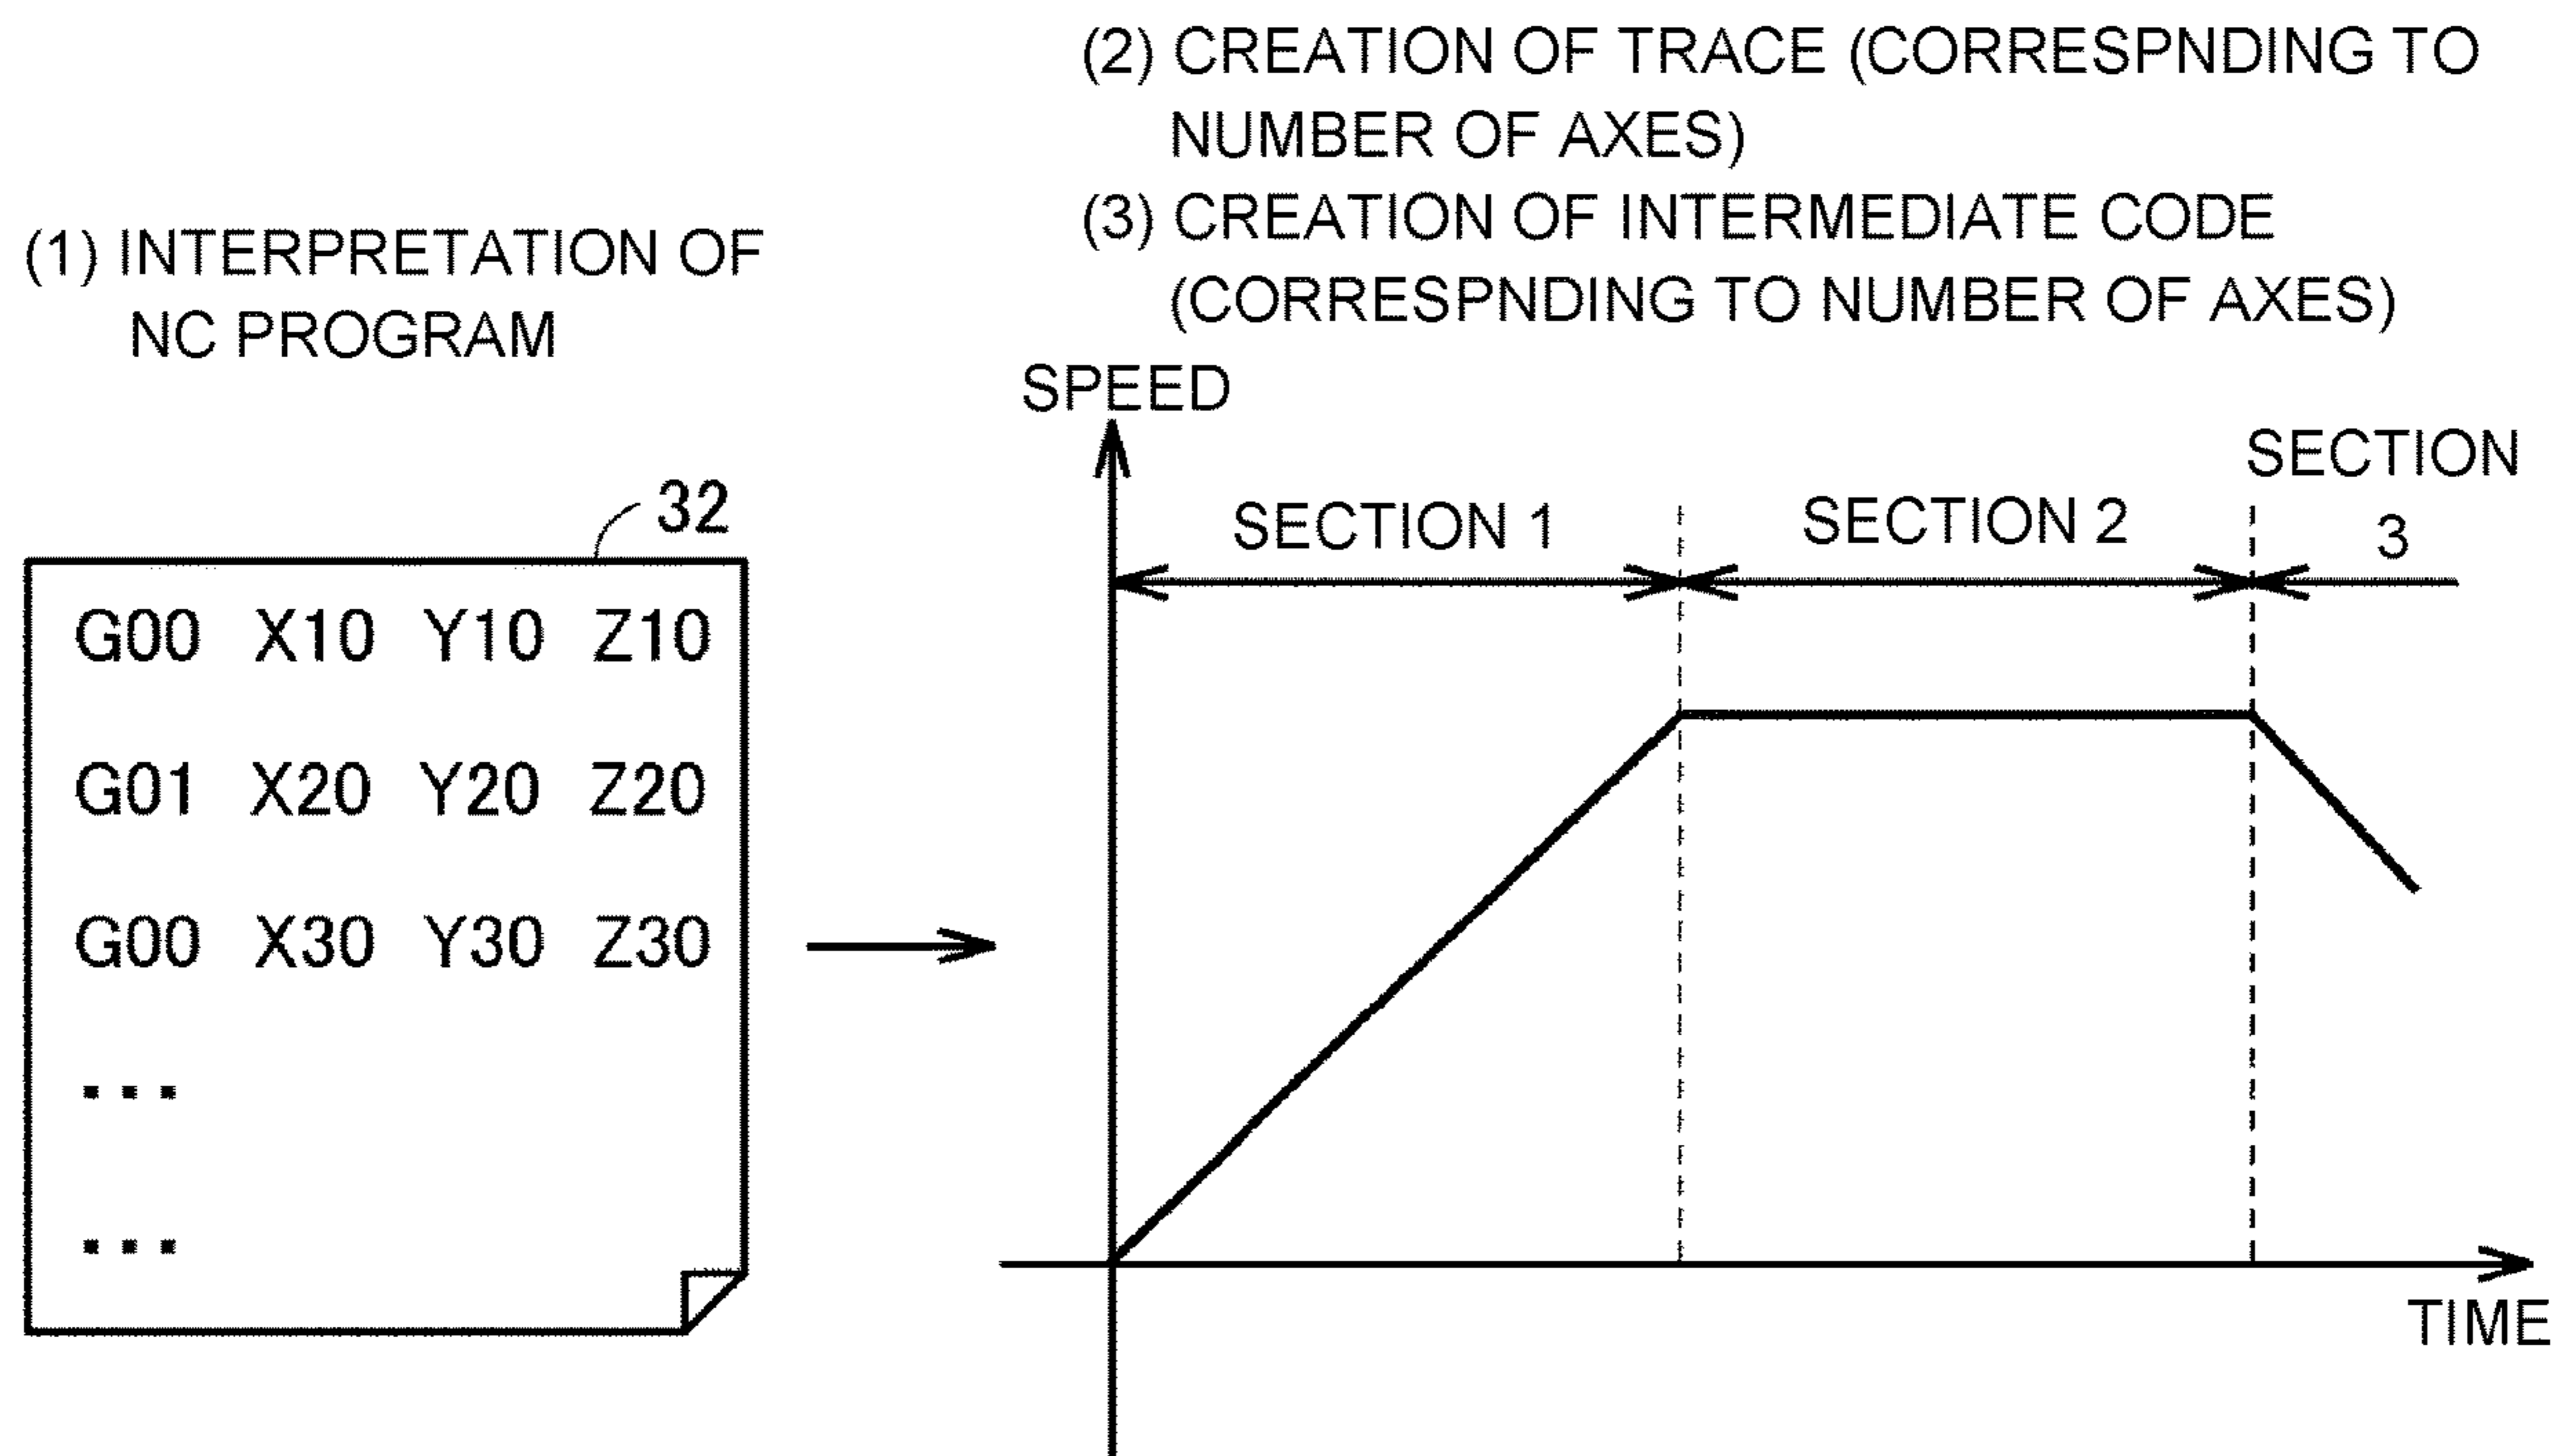 (1) INTERPRETATION OF
NC PROGRAM
32
G00 X10 Y10 Z10
G01 X20 Y20 Z20
G00 X30 Y30 Z30
...
...
(2) CREATION OF TRACE (CORRESPNDING TO
NUMBER OF AXES)
(3) CREATION OF INTERMEDIATE CODE
(CORRESPNDING TO NUMBER OF AXES)
SPEED
SECTION 1
SECTION 2
SECTION
3
TIME